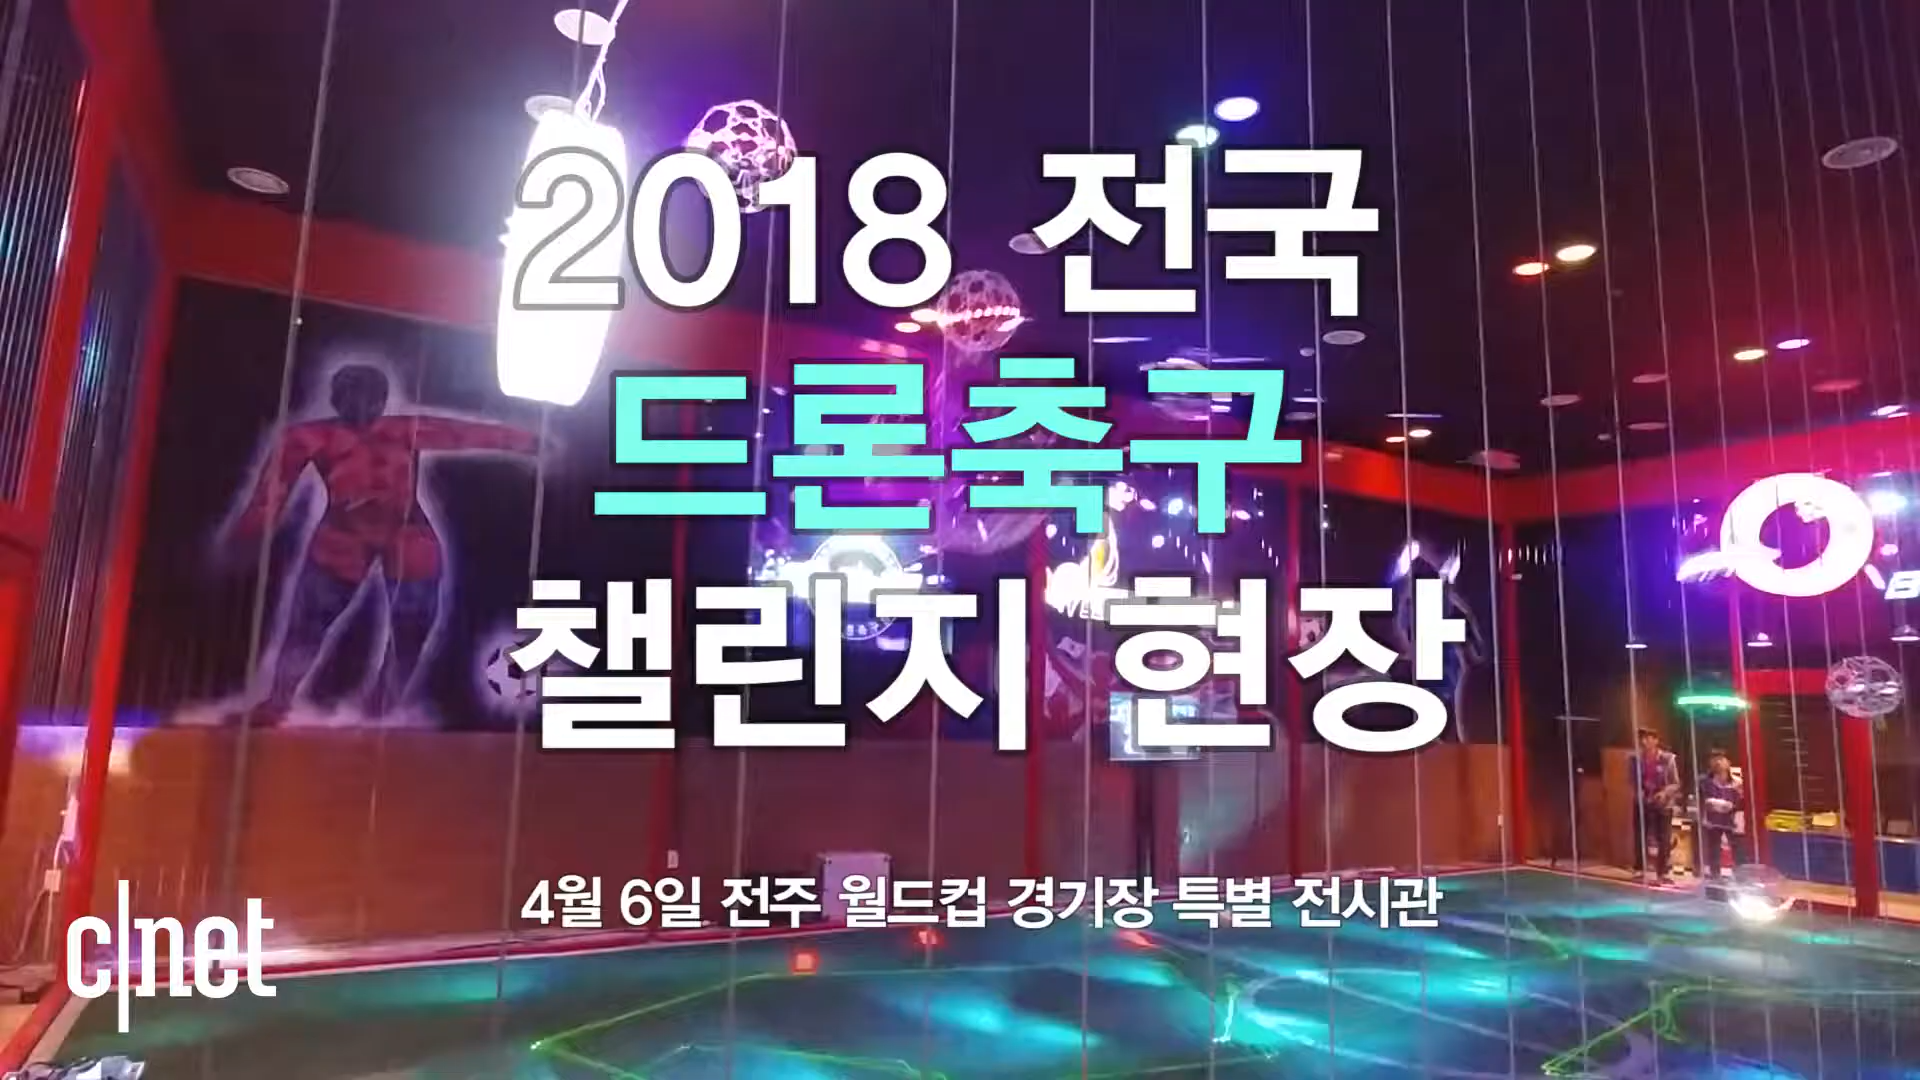 2018 전국
드론축구
챌린지 현장
4월 6일 전주 월드컵 경기장 특별 전시관
c|net